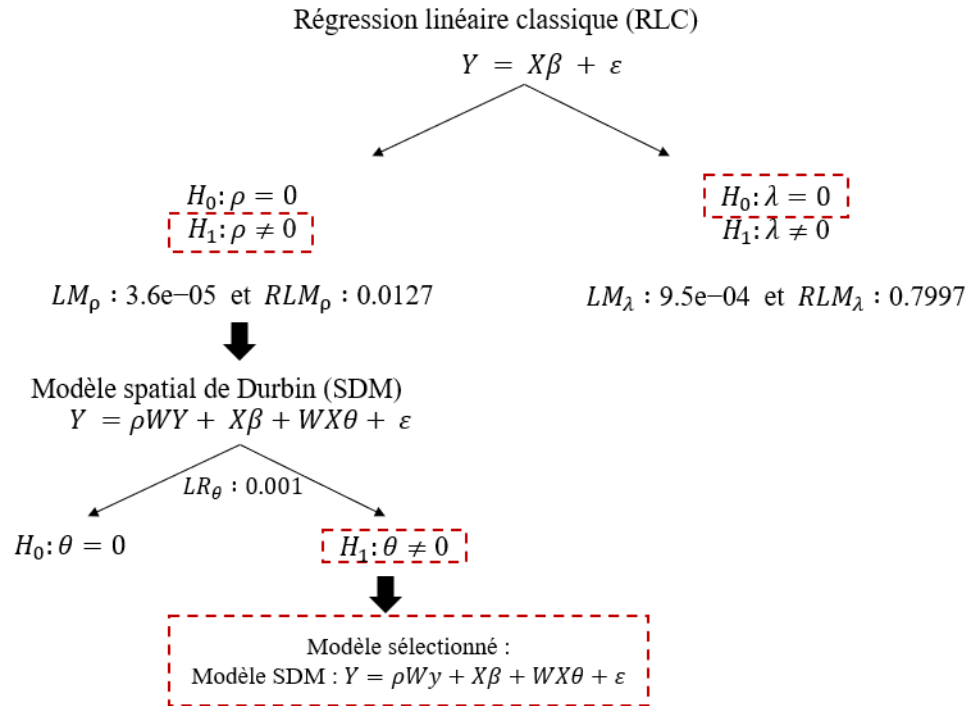 Régression linéaire classique (RLC)
Y = Xβ + ε
H₀: ρ = 0
H₁: ρ ≠ 0
H₀: λ = 0
H₁: λ ≠ 0
LMρ : 3.6e−05 et RLMρ : 0.0127
LMλ : 9.5e−04 et RLMλ : 0.7997
Modèle spatial de Durbin (SDM)
Y = ρWY + Xβ + WXθ + ε
LRθ : 0.001
H₀: θ = 0
H₁: θ ≠ 0
Modèle sélectionné :
Modèle SDM : Y = ρWy + Xβ + WXθ + ε